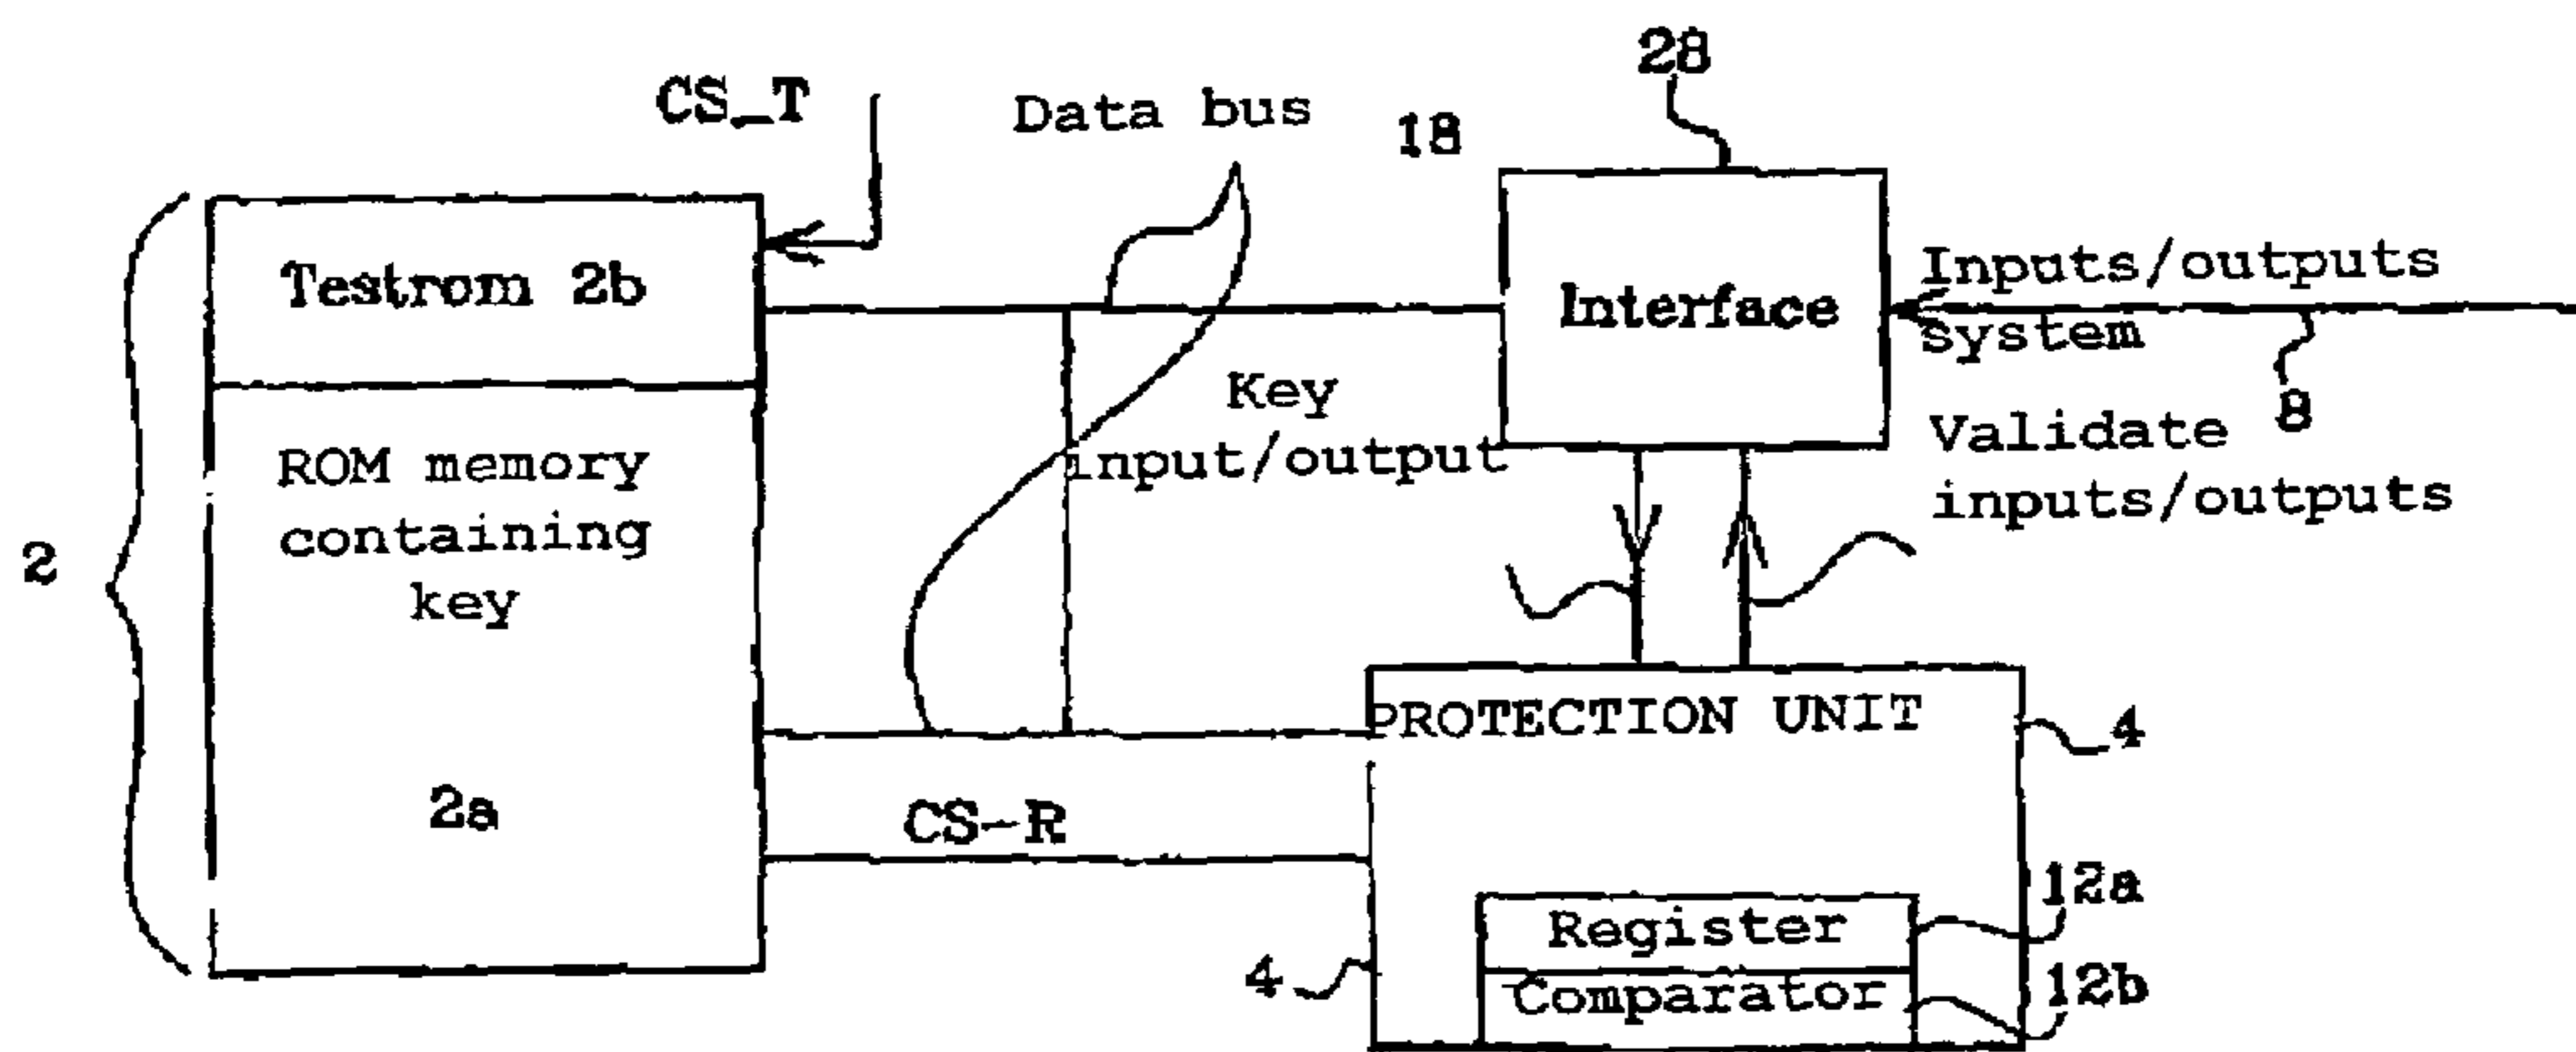 28
CS_T
Data bus
18
Inputs/outputs
system
8
Testrom 2b
Interface
Key
input/output
Validate
inputs/outputs
ROM memory
containing
key
2
PROTECTION UNIT
4
2a
CS-R
12a
Register
4
Comparator
12b